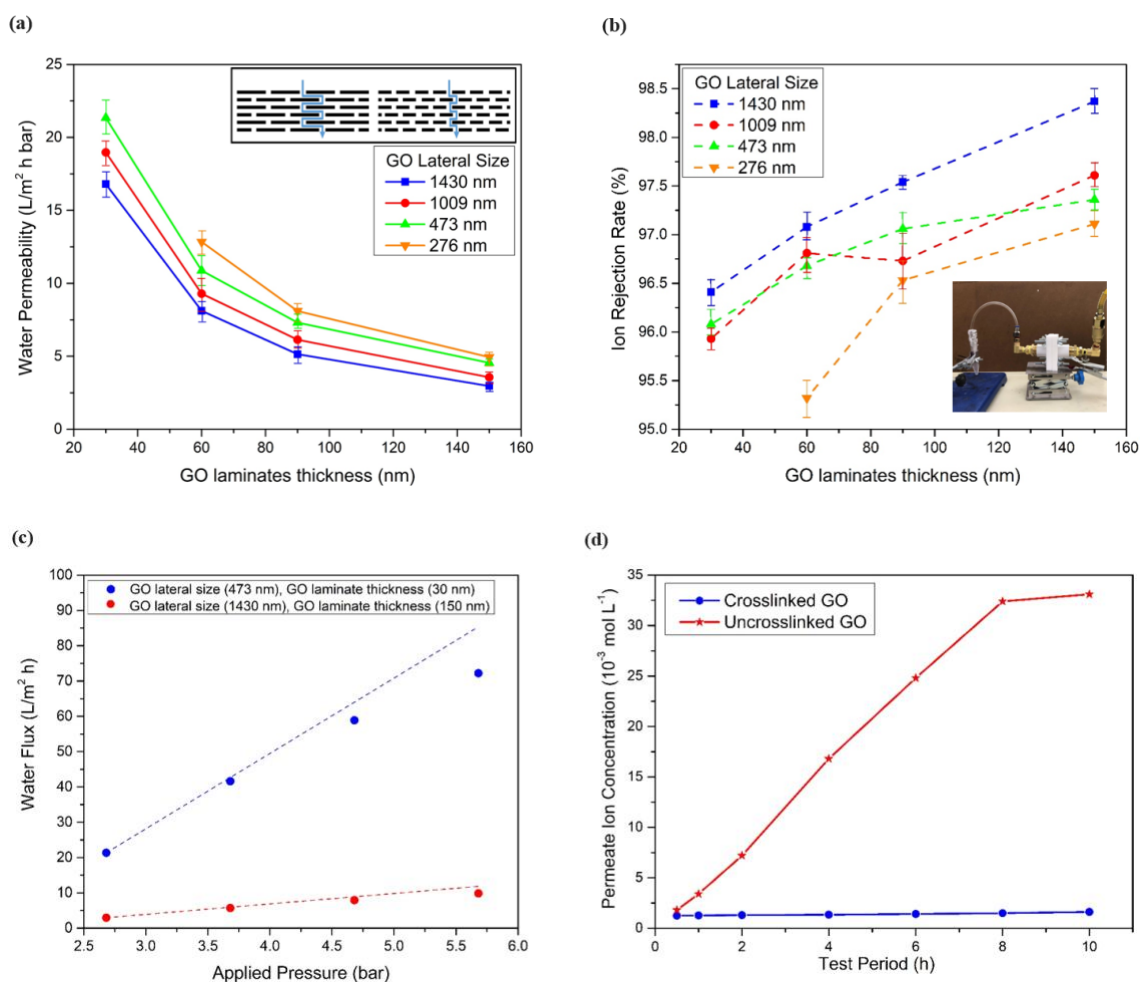 (a)
25
20
15
10
5
0
20 40 60 80 100 120 140 160
Water Permeability (L/m² h bar)
GO laminates thickness (nm)
GO Lateral Size
1430 nm
1009 nm
473 nm
276 nm
(b)
98.5
98.0
97.5
97.0
96.5
96.0
95.5
95.0
20 40 60 80 100 120 140 160
Ion Rejection Rate (%)
GO laminates thickness (nm)
GO Lateral Size
1430 nm
1009 nm
473 nm
276 nm
(c)
100
90
80
70
60
50
40
30
20
10
0
2.5 3.0 3.5 4.0 4.5 5.0 5.5 6.0
Water Flux (L/m² h)
Applied Pressure (bar)
GO lateral size (473 nm), GO laminate thickness (30 nm)
GO lateral size (1430 nm), GO laminate thickness (150 nm)
(d)
35
30
25
20
15
10
5
0
0 2 4 6 8 10
Permeate Ion Concentration (10⁻³ mol L⁻¹)
Test Period (h)
Crosslinked GO
Uncrosslinked GO